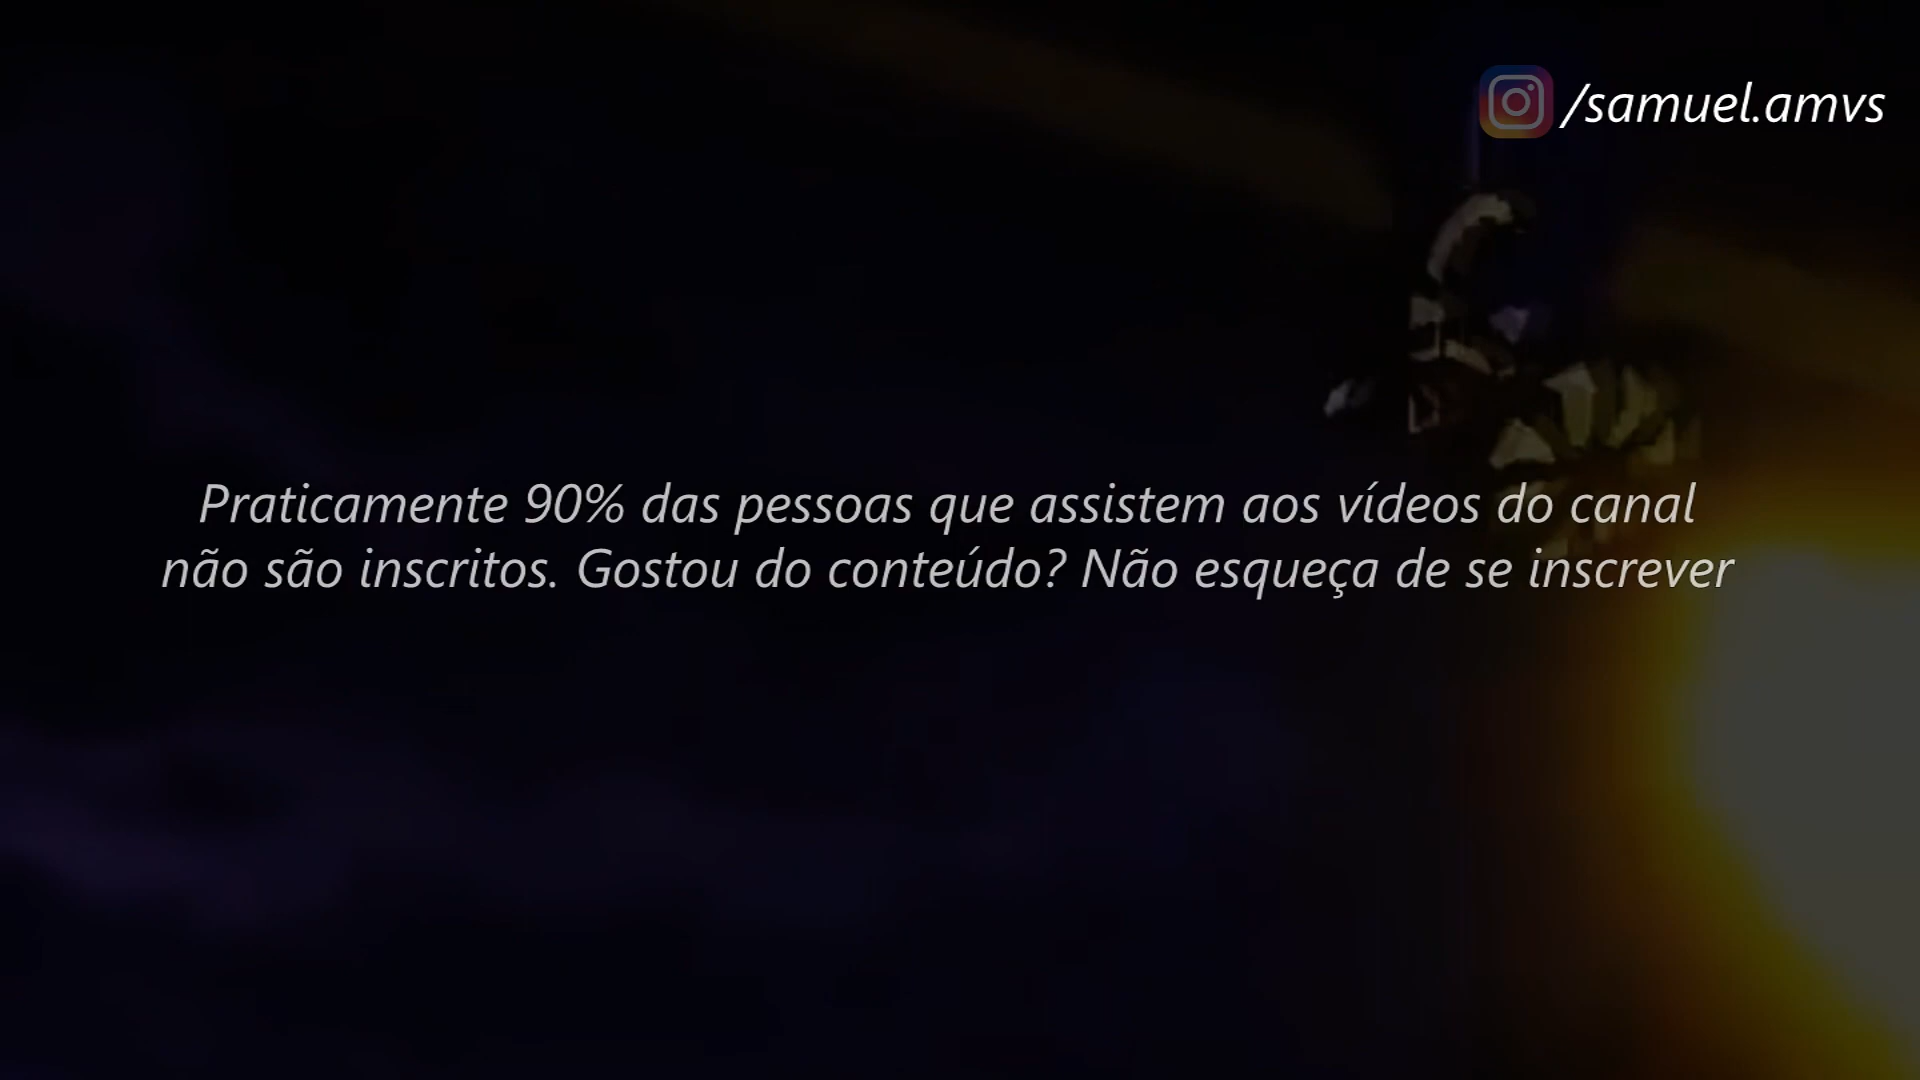 /samuel.amvs
Praticamente 90% das pessoas que assistem aos vídeos do canal
não são inscritos. Gostou do conteúdo? Não esqueça de se inscrever